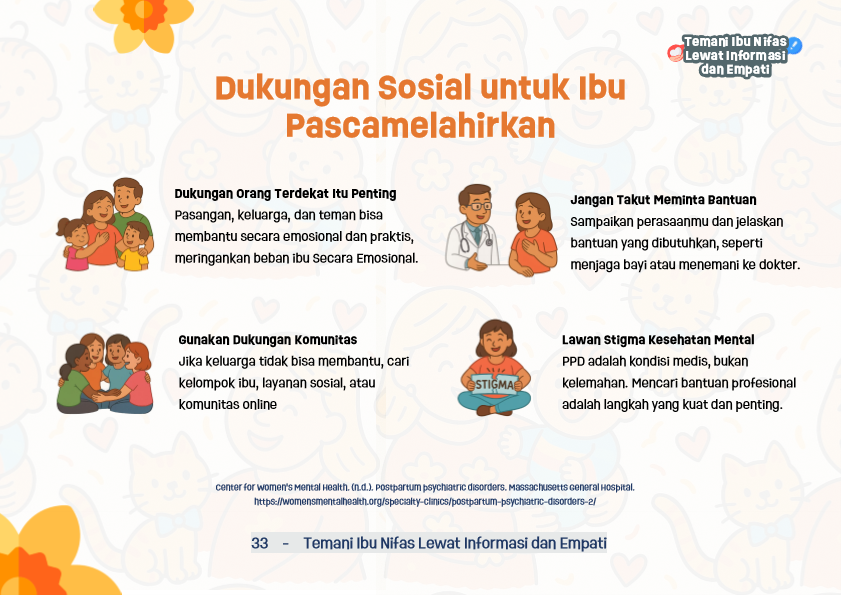 Temani Ibu Nifas
Lewat Informasi
dan Empati
Dukungan Sosial untuk Ibu
Pascamelahirkan
Dukungan Orang Terdekat Itu Penting
Pasangan, keluarga, dan teman bisa
membantu secara emosional dan praktis,
meringankan beban ibu Secara Emosional.
Jangan Takut Meminta Bantuan
Sampaikan perasaanmu dan jelaskan
bantuan yang dibutuhkan, seperti
menjaga bayi atau menemani ke dokter.
Gunakan Dukungan Komunitas
Jika keluarga tidak bisa membantu, cari
kelompok ibu, layanan sosial, atau
komunitas online
STIGMA
Lawan Stigma Kesehatan Mental
PPD adalah kondisi medis, bukan
kelemahan. Mencari bantuan profesional
adalah langkah yang kuat dan penting.
Center for Women's Mental Health. (n.d.). Postpartum psychiatric disorders. Massachusetts General Hospital.
https://womensmentalhealth.org/specialty-clinics/postpartum-psychiatric-disorders-2/
33 - Temani Ibu Nifas Lewat Informasi dan Empati